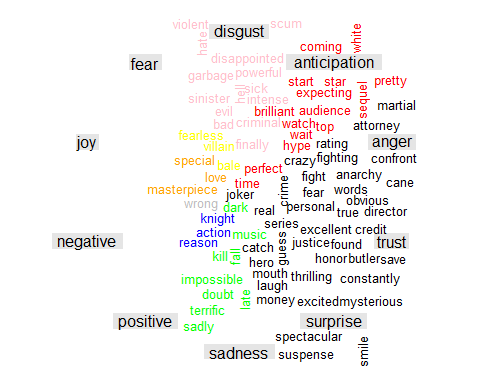 violent scum
disgust
white
hate
coming
disappointed
fear
anticipation
garbage powerful
hell sick
start star sequel pretty
expecting
sinister intense
martial
evil brilliant audience
bad criminal watch top attorney
fearless wait
joy villain finally hype rating anger
special crazy fighting confront
bale perfect
love fight anarchy
masterpiece time crime cane
joker fear words
wrong dark real personal obvious
knight true director
series
action music excellent credit
negative reason catch guess justice found trust
kill fall hero honor butler save
mouth thrilling
impossible laugh constantly
doubt late money excited mysterious
terrific
positive sadly surprise
spectacular
sadness suspense smile